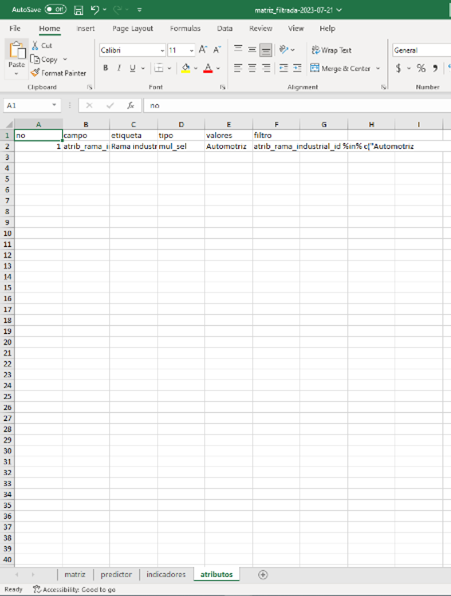 AutoSave Off matriz_filtrada-2023-07-21
File Home Insert Page Layout Formulas Data Review View Help
Paste
Cut
Copy
Format Painter
Clipboard
Calibri 11 A^ A˅
B I U A
Font
Wrap Text
Merge & Center
Alignment
General
$ % ,
Number
A1 fx no
A B C D E F G H I
1 no campo etiqueta tipo valores filtro
2 1 atrib_rama_i Rama industr mul_sel Automotriz atrib_rama_industrial_id %in% c("Automotriz
3
4
5
6
7
8
9
10
11
12
13
14
15
16
17
18
19
20
21
22
23
24
25
26
27
28
29
30
31
32
33
34
35
36
37
38
39
40
matriz predictor indicadores atributos
Ready Accessibility: Good to go